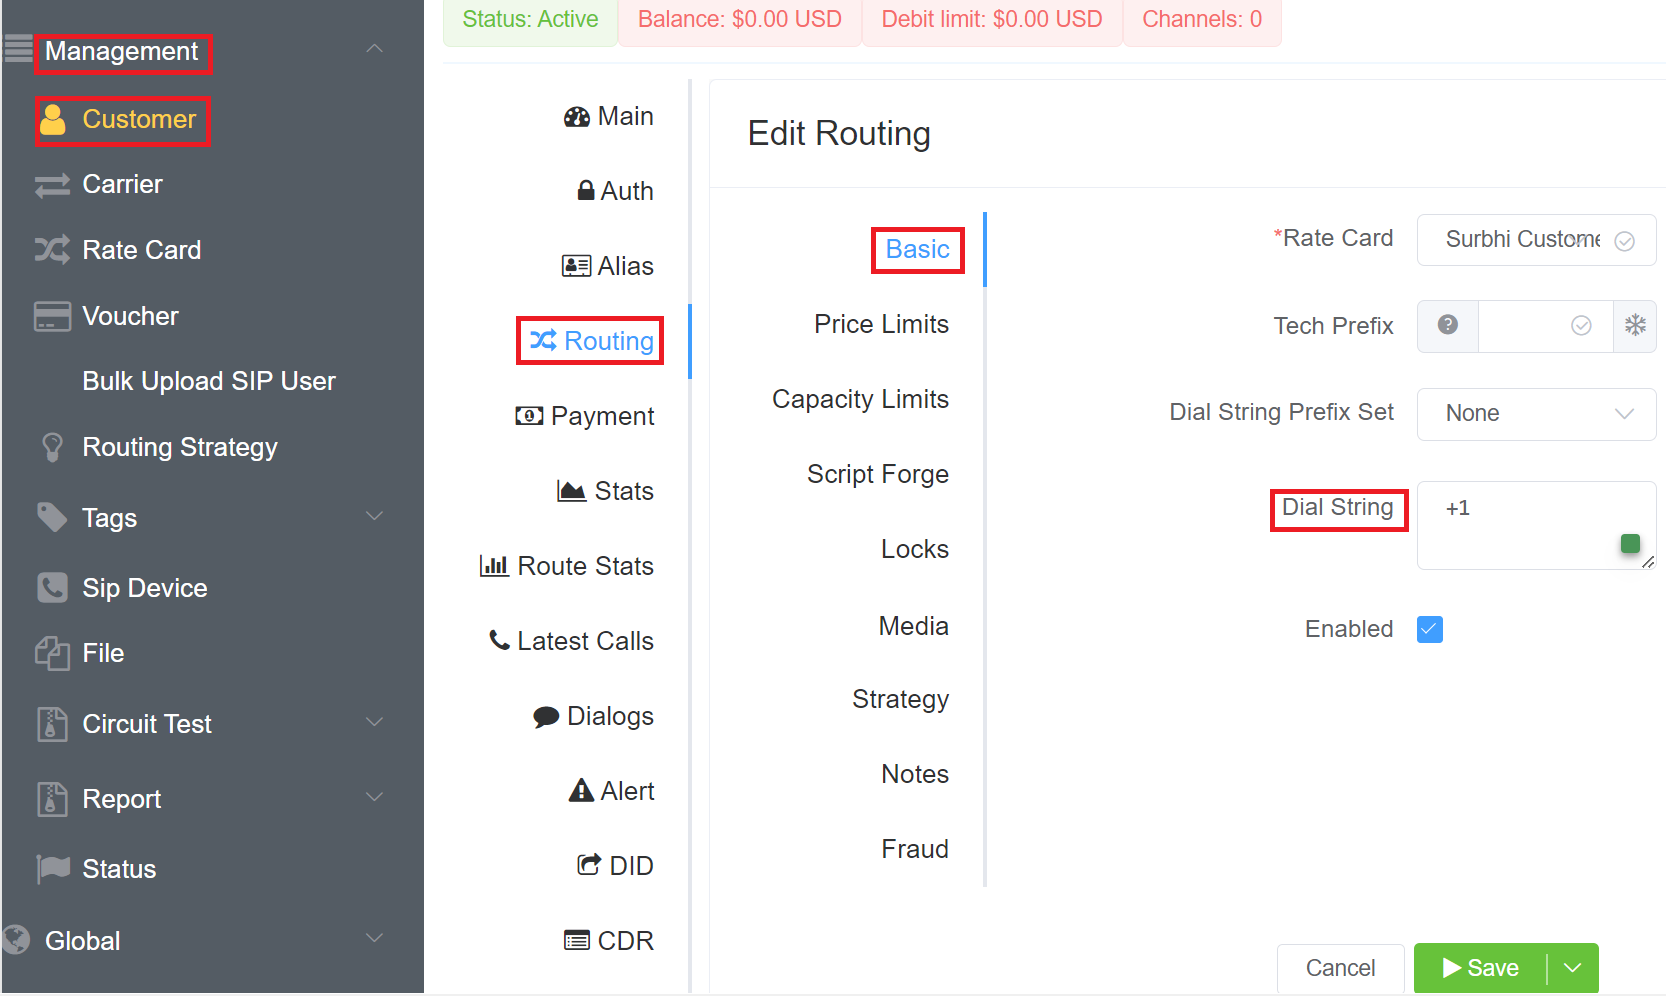 Status: Active
Balance: $0.00 USD
Debit limit: $0.00 USD
Channels: 0
Management
Customer
Carrier
Rate Card
Voucher
Bulk Upload SIP User
Routing Strategy
Tags
Sip Device
File
Circuit Test
Report
Status
Global
Main
Auth
Alias
Routing
Payment
Stats
Route Stats
Latest Calls
Dialogs
Alert
DID
CDR
Edit Routing
Basic
Price Limits
Capacity Limits
Script Forge
Locks
Media
Strategy
Notes
Fraud
*Rate Card
Surbhi Custome
Tech Prefix
Dial String Prefix Set
None
Dial String
+1
Enabled
Cancel
Save